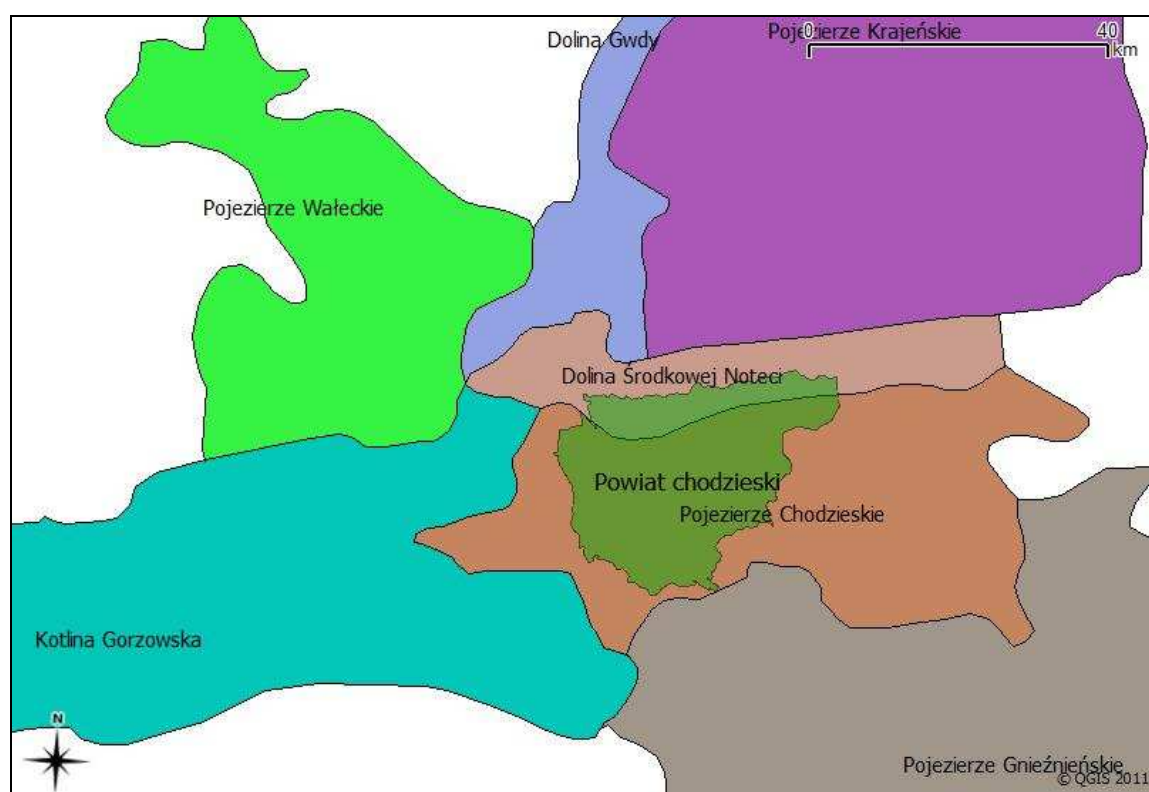 Dolina Gwdy
Pojezierze Krajeńskie
0 40
km
Pojezierze Wałeckie
Dolina Środkowej Noteci
Powiat chodzieski
Pojezierze Chodzieskie
Kotlina Gorzowska
N
Pojezierze Gnieźnieńskie
© QGIS 2011